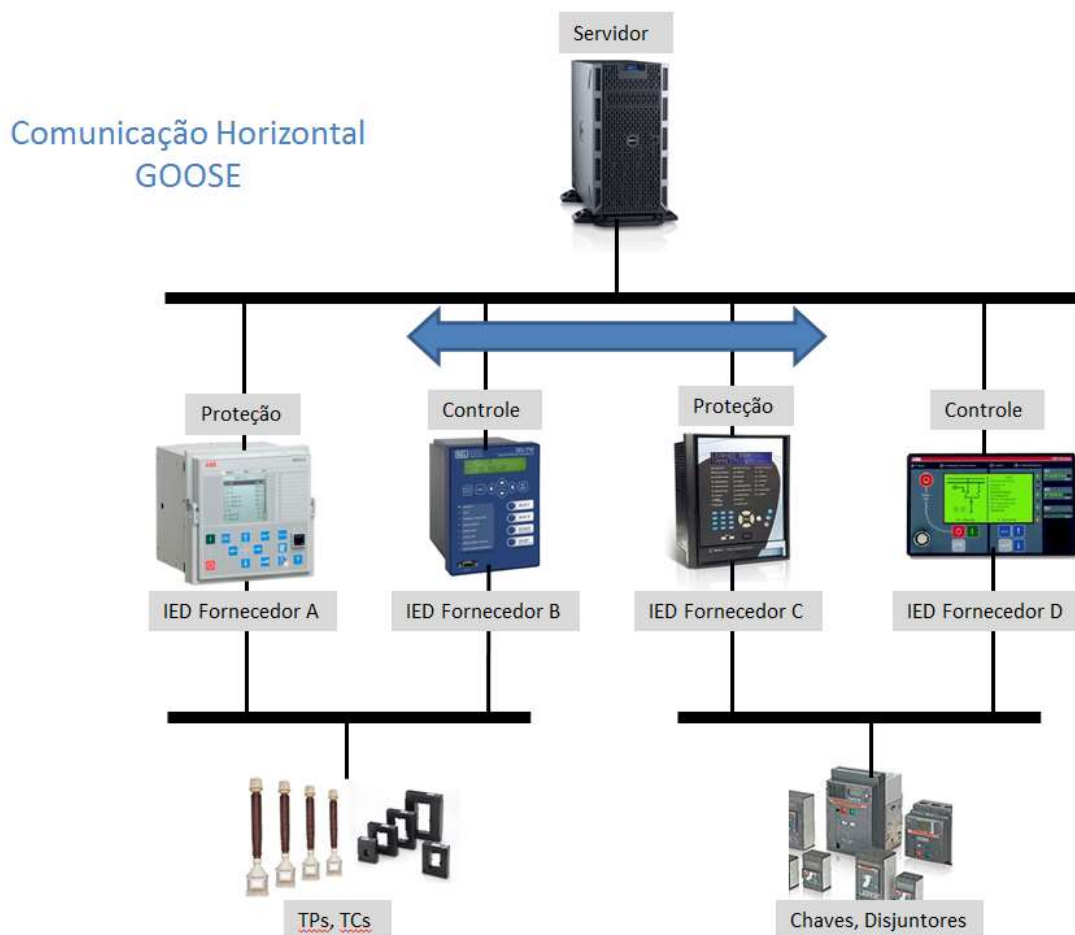 Servidor
Comunicação Horizontal
GOOSE
Proteção
Controle
Proteção
Controle
ABB
IED Fornecedor A
IED Fornecedor B
IED Fornecedor C
IED Fornecedor D
TPs, TCs
Chaves, Disjuntores